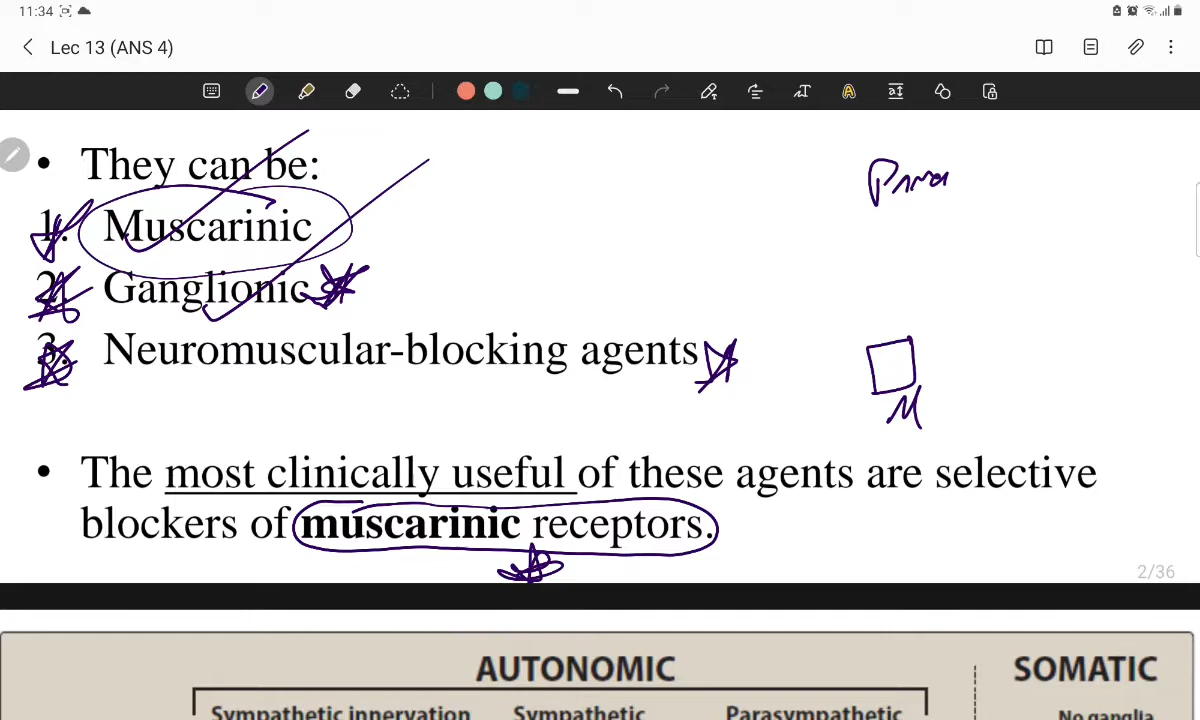 11:34
Lec 13 (ANS 4)
• They can be:
Para
1. Muscarinic
2. Ganglionic
3. Neuromuscular-blocking agents
M
• The most clinically useful of these agents are selective
blockers of muscarinic receptors.
2/36
AUTONOMIC
SOMATIC
Sympathetic innervation
Sympathetic
Parasympathetic
No ganglia